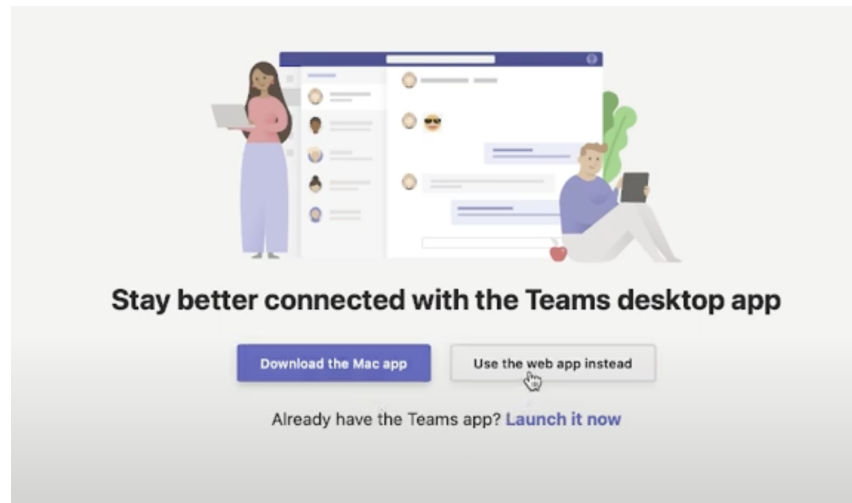 Stay better connected with the Teams desktop app
Download the Mac app
Use the web app instead
Already have the Teams app? Launch it now